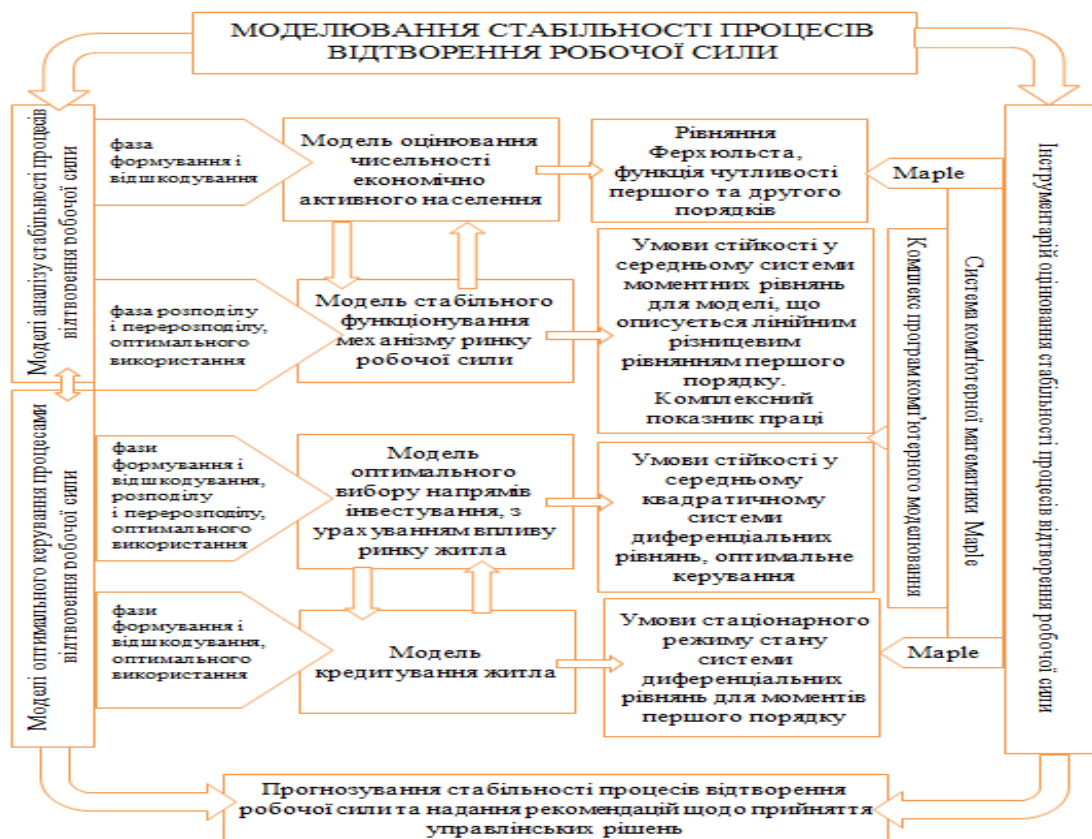 МОДЕЛЮВАННЯ СТАБІЛЬНОСТІ ПРОЦЕСІВ
ВІДТВОРЕННЯ РОБОЧОЇ СИЛИ
Моделі аналізу стабільності процесів
відтворення робочої сили
фаза
формування і
відшкодування
Модель оцінювання
чисельності
економічно
активного населення
Рівняння
Ферхюльста,
функція чутливості
першого та другого
порядків
Maple
фаза розподілу
і перерозподілу,
оптимального
використання
Модель стабільного
функціонування
механізму ринку
робочої сили
Умови стійкості у
середньому системи
моментних рівнянь
для моделі, що
описується лінійним
різницевим
рівнянням першого
порядку.
Комплексний
показник праці
Моделі оптимального керування процесами
відтворення робочої сили
фази
формування і
відшкодування,
розподілу
і перерозподілу,
оптимального
використання
Модель
оптимального
вибору напрямів
інвестування, з
урахуванням впливу
ринку житла
Умови стійкості у
середньому
квадратичному
системи
диференціальних
рівнянь, оптимальне
керування
фази
формування і
відшкодування,
оптимального
використання
Модель
кредитування житла
Умови стаціонарного
режиму стану
системи
диференціальних
рівнянь для моментів
першого порядку
Maple
Комплекс програм комп'ютерного моделювання
Система комп'ютерної математики Maple
Інструментарій оцінювання стабільності процесів відтворення робочої сили
Прогнозування стабільності процесів відтворення
робочої сили та надання рекомендацій щодо прийняття
управлінських рішень